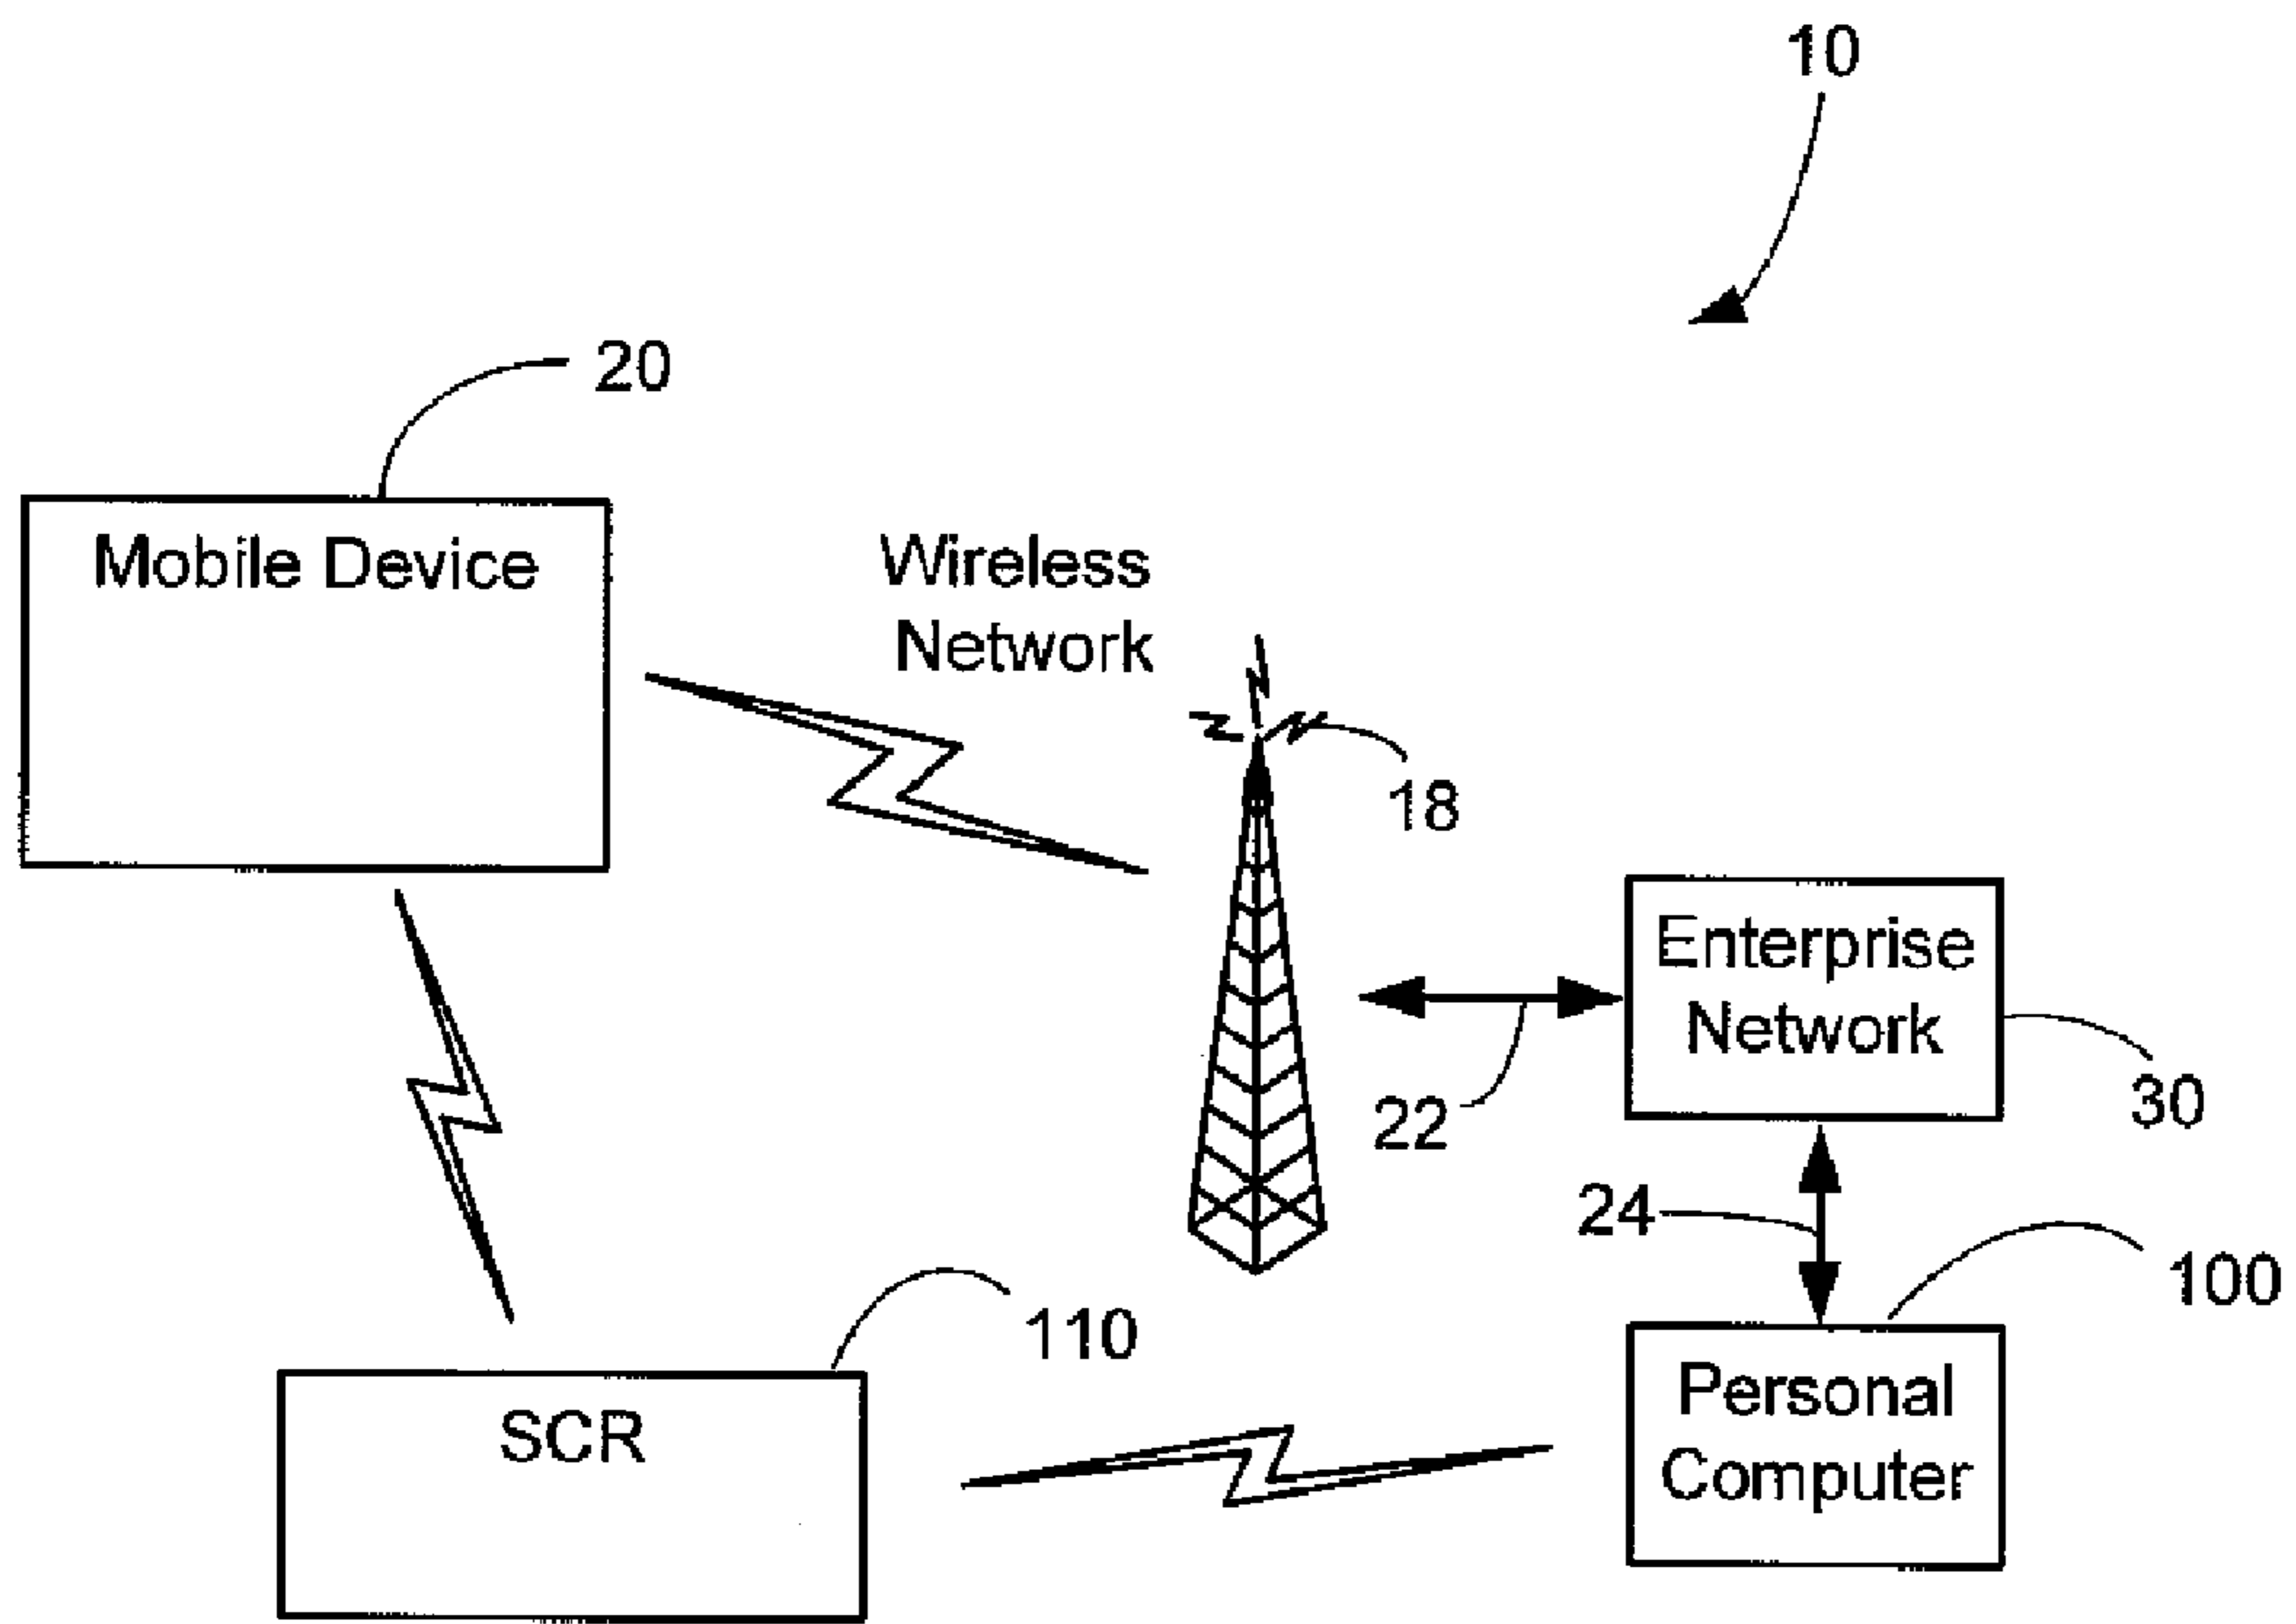 10
20
Mobile Device
Wireless
Network
18
Enterprise
Network
22
30
24
100
110
Personal
Computer
SCR